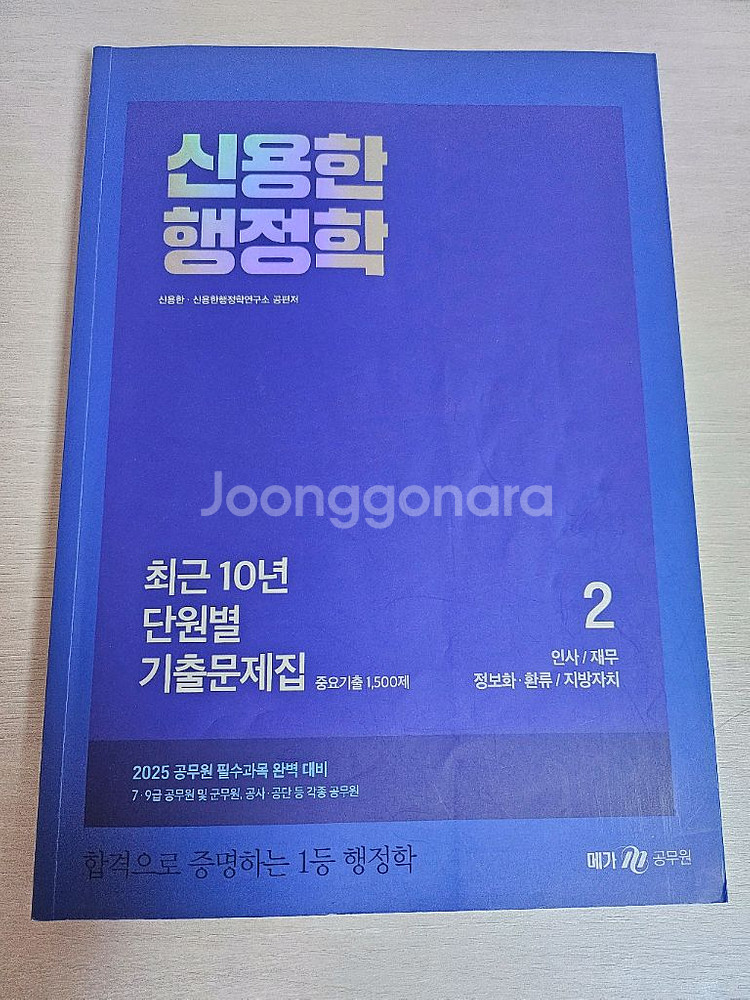 신용한
행정학
신용한 · 신용한행정학연구소 공편저
Joonggonara
최근 10년
단원별
기출문제집 중요기출 1,500제
2
인사 / 재무
정보화 · 환류 / 지방자치
2025 공무원 필수과목 완벽 대비
7 · 9급 공무원 및 군무원, 공사 · 공단 등 각종 공무원
합격으로 증명하는 1등 행정학
메가 공무원